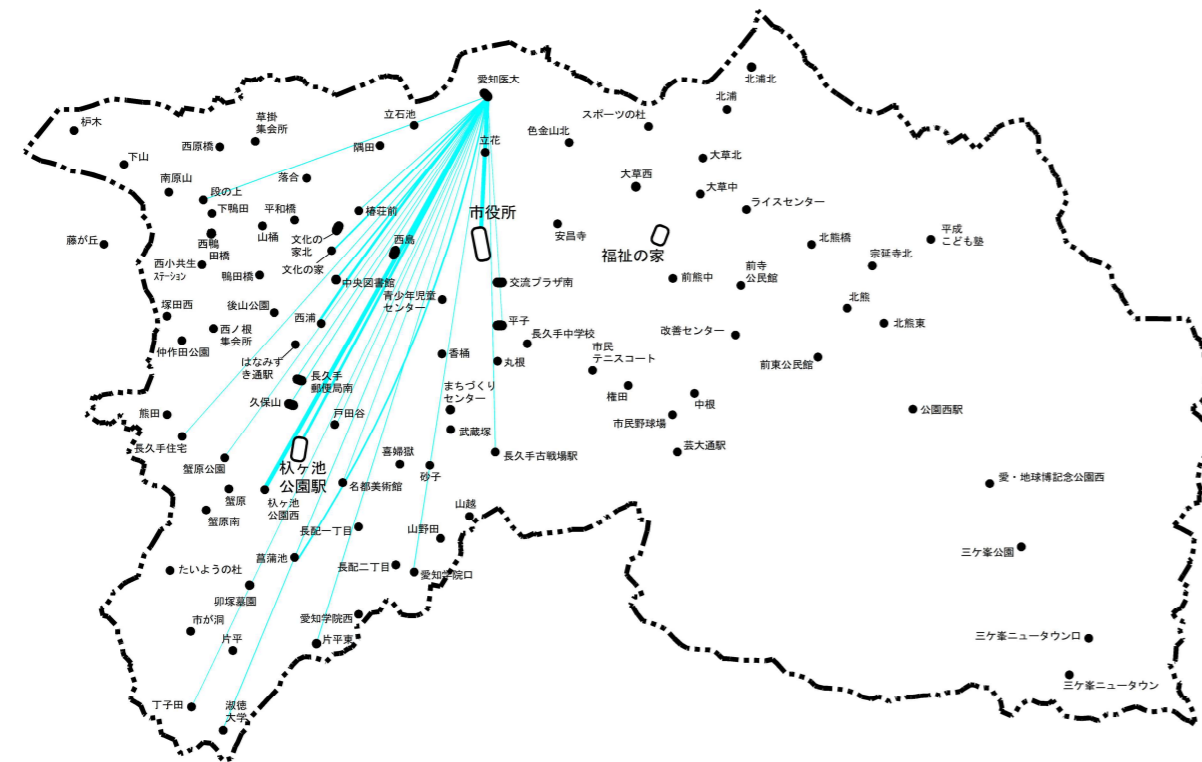 愛知医大
北浦北
北浦
スポーツの杜
色金山北
立石池
立花
草掛
集会所
枦木
西原橋
隅田
下山
大草北
大草西
大草中
南原山
落合
段の上
ライスセンター
下鴨田
平和橋
椿荘前
市役所
安昌寺
福祉の家
平成
こども塾
北熊橋
宗延寺北
藤が丘
西鴨
田橋
山桶
文化の
家北
西島
文化の家
西小共生
ｽﾃｰｼｮﾝ
鴨田橋
中央図書館
交流プラザ南
前熊中
前寺
公民館
青少年児童
センター
北熊
塚田西
後山公園
西浦
平子
北熊東
西ノ根
集会所
長久手中学校
改善センター
仲作田公園
はなみず
き通駅
香桶
丸根
市民
テニスコート
前東公民館
長久手
郵便局南
まちづくり
センター
権田
中根
久保山
熊田
戸田谷
市民野球場
公園西駅
長久手住宅
武蔵塚
長久手古戦場駅
芸大通駅
蟹原公園
杁ヶ池
公園駅
喜婦嶽
砂子
愛・地球博記念公園西
蟹原
杁ヶ池
公園西
名都美術館
蟹原南
山越
長配一丁目
山野田
三ケ峯公園
菖蒲池
たいようの杜
長配二丁目
愛知学院口
卯塚墓園
市が洞
愛知学院西
片平
片平東
三ケ峯ニュータウン口
三ケ峯ニュータウン
丁子田
淑徳
大学